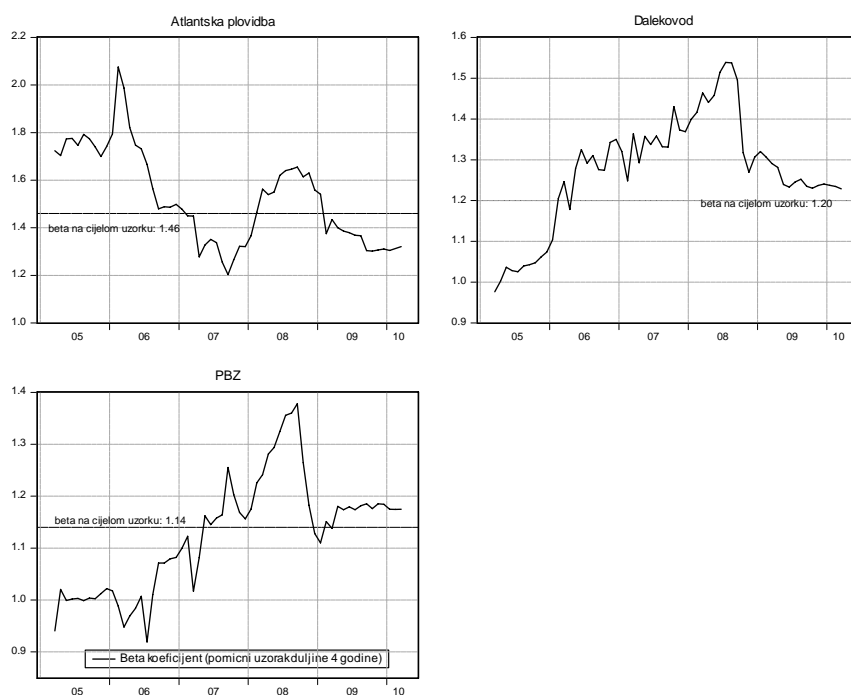 Atlantska plovidba
2.2
2.0
1.8
1.6
1.4
1.2
1.0
beta na cijelom uzorku: 1.46
05 06 07 08 09 10
Dalekovod
1.6
1.5
1.4
1.3
1.2
1.1
1.0
0.9
beta na cijelom uzorku: 1.20
05 06 07 08 09 10
PBZ
1.4
1.3
1.2
1.1
1.0
0.9
beta na cijelom uzorku: 1.14
Beta koeficijent (pomicni uzorak duljine 4 godine)
05 06 07 08 09 10